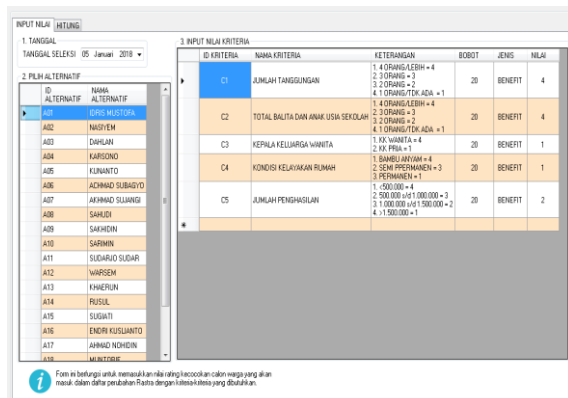 INPUT NILAI HITUNG
1. TANGGAL
TANGGAL SELEKSI 05 Januari 2018
2. PILIH ALTERNATIF
ID ALTERNATIF NAMA ALTERNATIF
A01 IDRIS MUSTOFA
A02 NASIYEM
A03 DAHLAN
A04 KARSONO
A05 KUNANTO
A06 ACHMAD SUBAGYO
A07 AKHMAD SUJANGI
A08 SAHUDI
A09 SAKHIDIN
A10 SARIMIN
A11 SUDARJO SUDAR
A12 WARSEM
A13 KHAERUN
A14 RUSUL
A15 SUGIATI
A16 ENDRI KUSLIANTO
A17 AHMAD NOHIDIN
A18 MUNTORIF
3. INPUT NILAI KRITERIA
ID KRITERIA NAMA KRITERIA KETERANGAN BOBOT JENIS NILAI
C1 JUMLAH TANGGUNGAN 1. 4 ORANG/LEBIH = 4
2. 3 ORANG = 3
3. 2 ORANG = 2
4. 1 ORANG/TDK ADA = 1
20 BENEFIT 4
C2 TOTAL BALITA DAN ANAK USIA SEKOLAH 1. 4 ORANG/LEBIH = 4
2. 3 ORANG = 3
3. 2 ORANG = 2
4. 1 ORANG/TDK ADA = 1
20 BENEFIT 4
C3 KEPALA KELUARGA WANITA 1. KK WANITA = 4
2. KK PRIA = 1
20 BENEFIT 1
C4 KONDISI KELAYAKAN RUMAH 1. BAMBU ANYAM = 4
2. SEMI PPERMANEN = 3
3. PERMANEN = 1
20 BENEFIT 1
C5 JUMLAH PENGHASILAN 1. <500.000 = 4
2. 500.000 s/d 1.000.000 = 3
3. 1.000.000 s/d 1.500.000 = 2
4. >1.500.000 = 1
20 BENEFIT 2
Form ini berfungsi untuk memasukkan nilai rating kecocokan calon warga yang akan
masuk dalam daftar perubahan Rastra dengan kriteria-kriteria yang dibutuhkan.